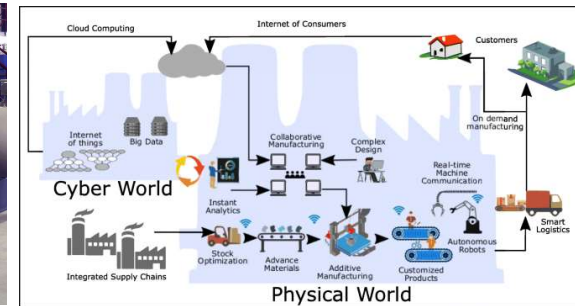 Cloud Computing
Internet of Consumers
Customers
On demand
manufacturing
Internet
of things
Big Data
Collaborative
Manufacturing
Complex
Design
Real-time
Machine
Communication
Cyber World
Instant
Analytics
Smart
Logistics
Integrated Supply Chains
Stock
Optimization
Advance
Materials
Additive
Manufacturing
Customized
Products
Autonomous
Robots
Physical World